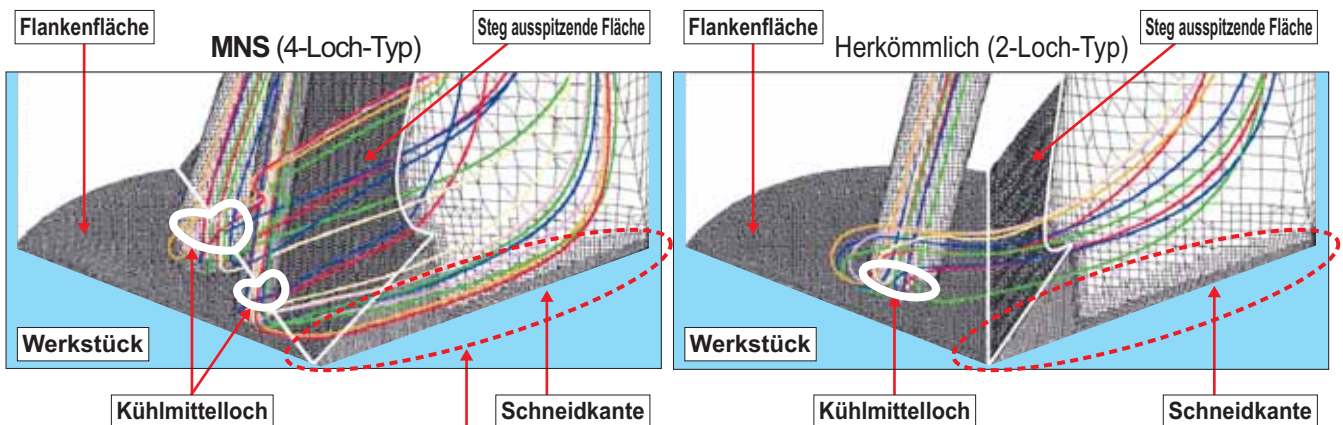 Flankenfläche
MNS (4-Loch-Typ)
Steg ausspitzende Fläche
Werkstück
Kühlmittelloch
Schneidkante
Flankenfläche
Herkömmlich (2-Loch-Typ)
Steg ausspitzende Fläche
Werkstück
Kühlmittelloch
Schneidkante